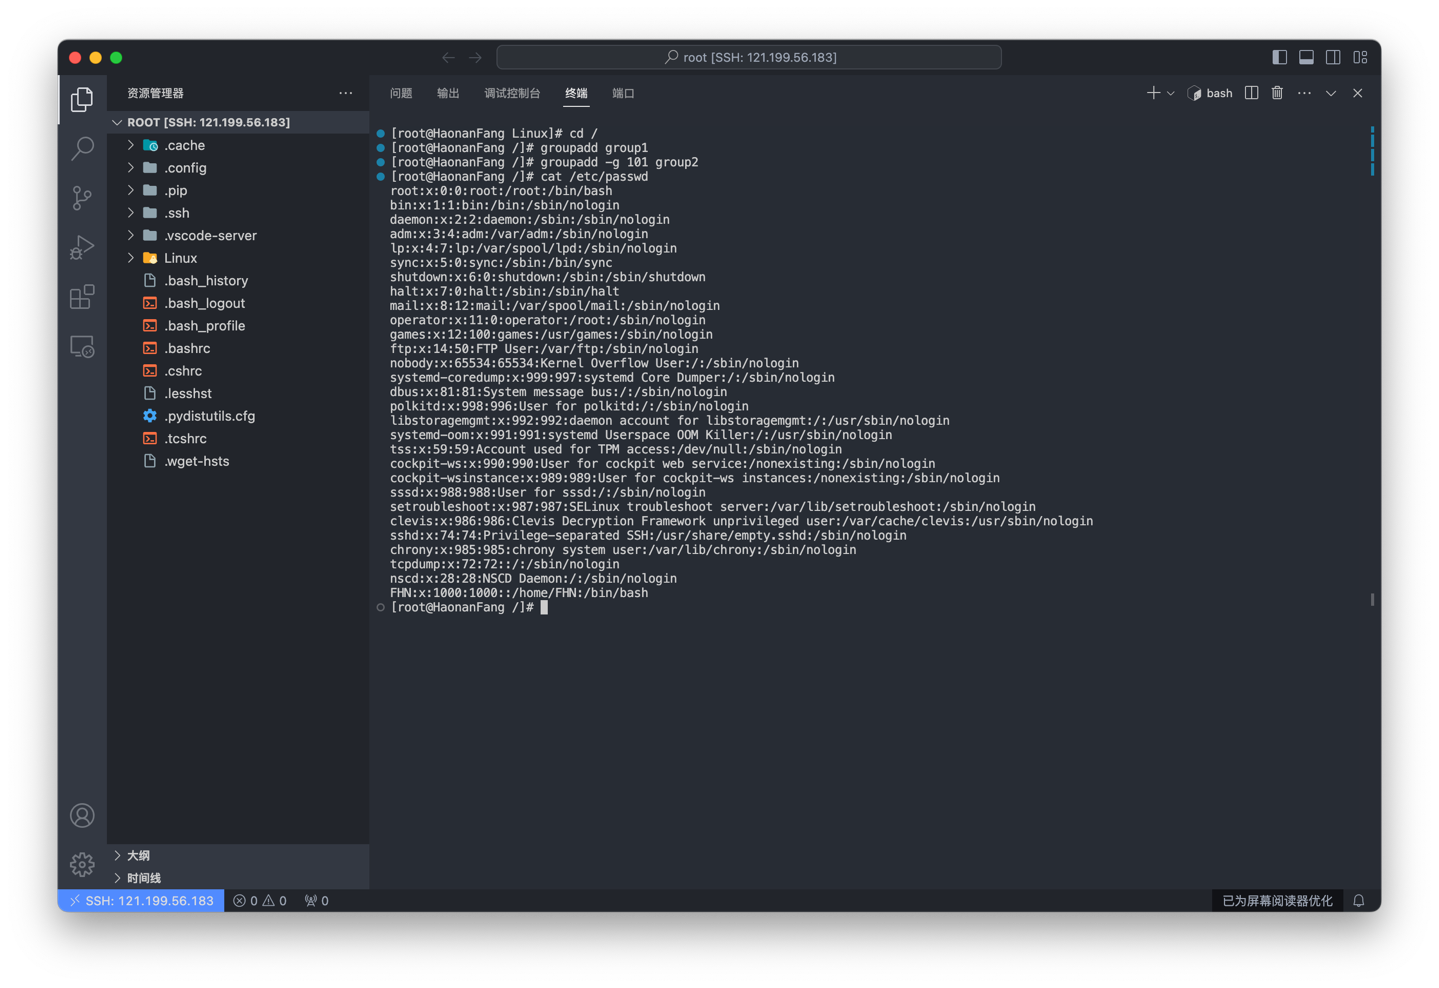 root [SSH: 121.199.56.183]
资源管理器
问题 输出 调试控制台 终端 端口
bash
ROOT [SSH: 121.199.56.183]
.cache
.config
.pip
.ssh
.vscode-server
Linux
.bash_history
.bash_logout
.bash_profile
.bashrc
.cshrc
.lesshst
.pydistutils.cfg
.tcshrc
.wget-hsts
大纲
时间线
[root@HaonanFang Linux]# cd /
[root@HaonanFang /]# groupadd group1
[root@HaonanFang /]# groupadd -g 101 group2
[root@HaonanFang /]# cat /etc/passwd
root:x:0:0:root:/root:/bin/bash
bin:x:1:1:bin:/bin:/sbin/nologin
daemon:x:2:2:daemon:/sbin:/sbin/nologin
adm:x:3:4:adm:/var/adm:/sbin/nologin
lp:x:4:7:lp:/var/spool/lpd:/sbin/nologin
sync:x:5:0:sync:/sbin:/bin/sync
shutdown:x:6:0:shutdown:/sbin:/sbin/shutdown
halt:x:7:0:halt:/sbin:/sbin/halt
mail:x:8:12:mail:/var/spool/mail:/sbin/nologin
operator:x:11:0:operator:/root:/sbin/nologin
games:x:12:100:games:/usr/games:/sbin/nologin
ftp:x:14:50:FTP User:/var/ftp:/sbin/nologin
nobody:x:65534:65534:Kernel Overflow User:/:/sbin/nologin
systemd-coredump:x:999:997:systemd Core Dumper:/:/sbin/nologin
dbus:x:81:81:System message bus:/:/sbin/nologin
polkitd:x:998:996:User for polkitd:/:/sbin/nologin
libstoragemgmt:x:992:992:daemon account for libstoragemgmt:/:/usr/sbin/nologin
systemd-oom:x:991:991:systemd Userspace OOM Killer:/:/usr/sbin/nologin
tss:x:59:59:Account used for TPM access:/dev/null:/sbin/nologin
cockpit-ws:x:990:990:User for cockpit web service:/nonexisting:/sbin/nologin
cockpit-wsinstance:x:989:989:User for cockpit-ws instances:/nonexisting:/sbin/nologin
sssd:x:988:988:User for sssd:/:/sbin/nologin
setroubleshoot:x:987:987:SELinux troubleshoot server:/var/lib/setroubleshoot:/sbin/nologin
clevis:x:986:986:Clevis Decryption Framework unprivileged user:/var/cache/clevis:/usr/sbin/nologin
sshd:x:74:74:Privilege-separated SSH:/usr/share/empty.sshd:/sbin/nologin
chrony:x:985:985:chrony system user:/var/lib/chrony:/sbin/nologin
tcpdump:x:72:72::/:/sbin/nologin
nscd:x:28:28:NSCD Daemon:/:/sbin/nologin
FHN:x:1000:1000::/home/FHN:/bin/bash
[root@HaonanFang /]#
SSH: 121.199.56.183 0 0 0 已为屏幕阅读器优化